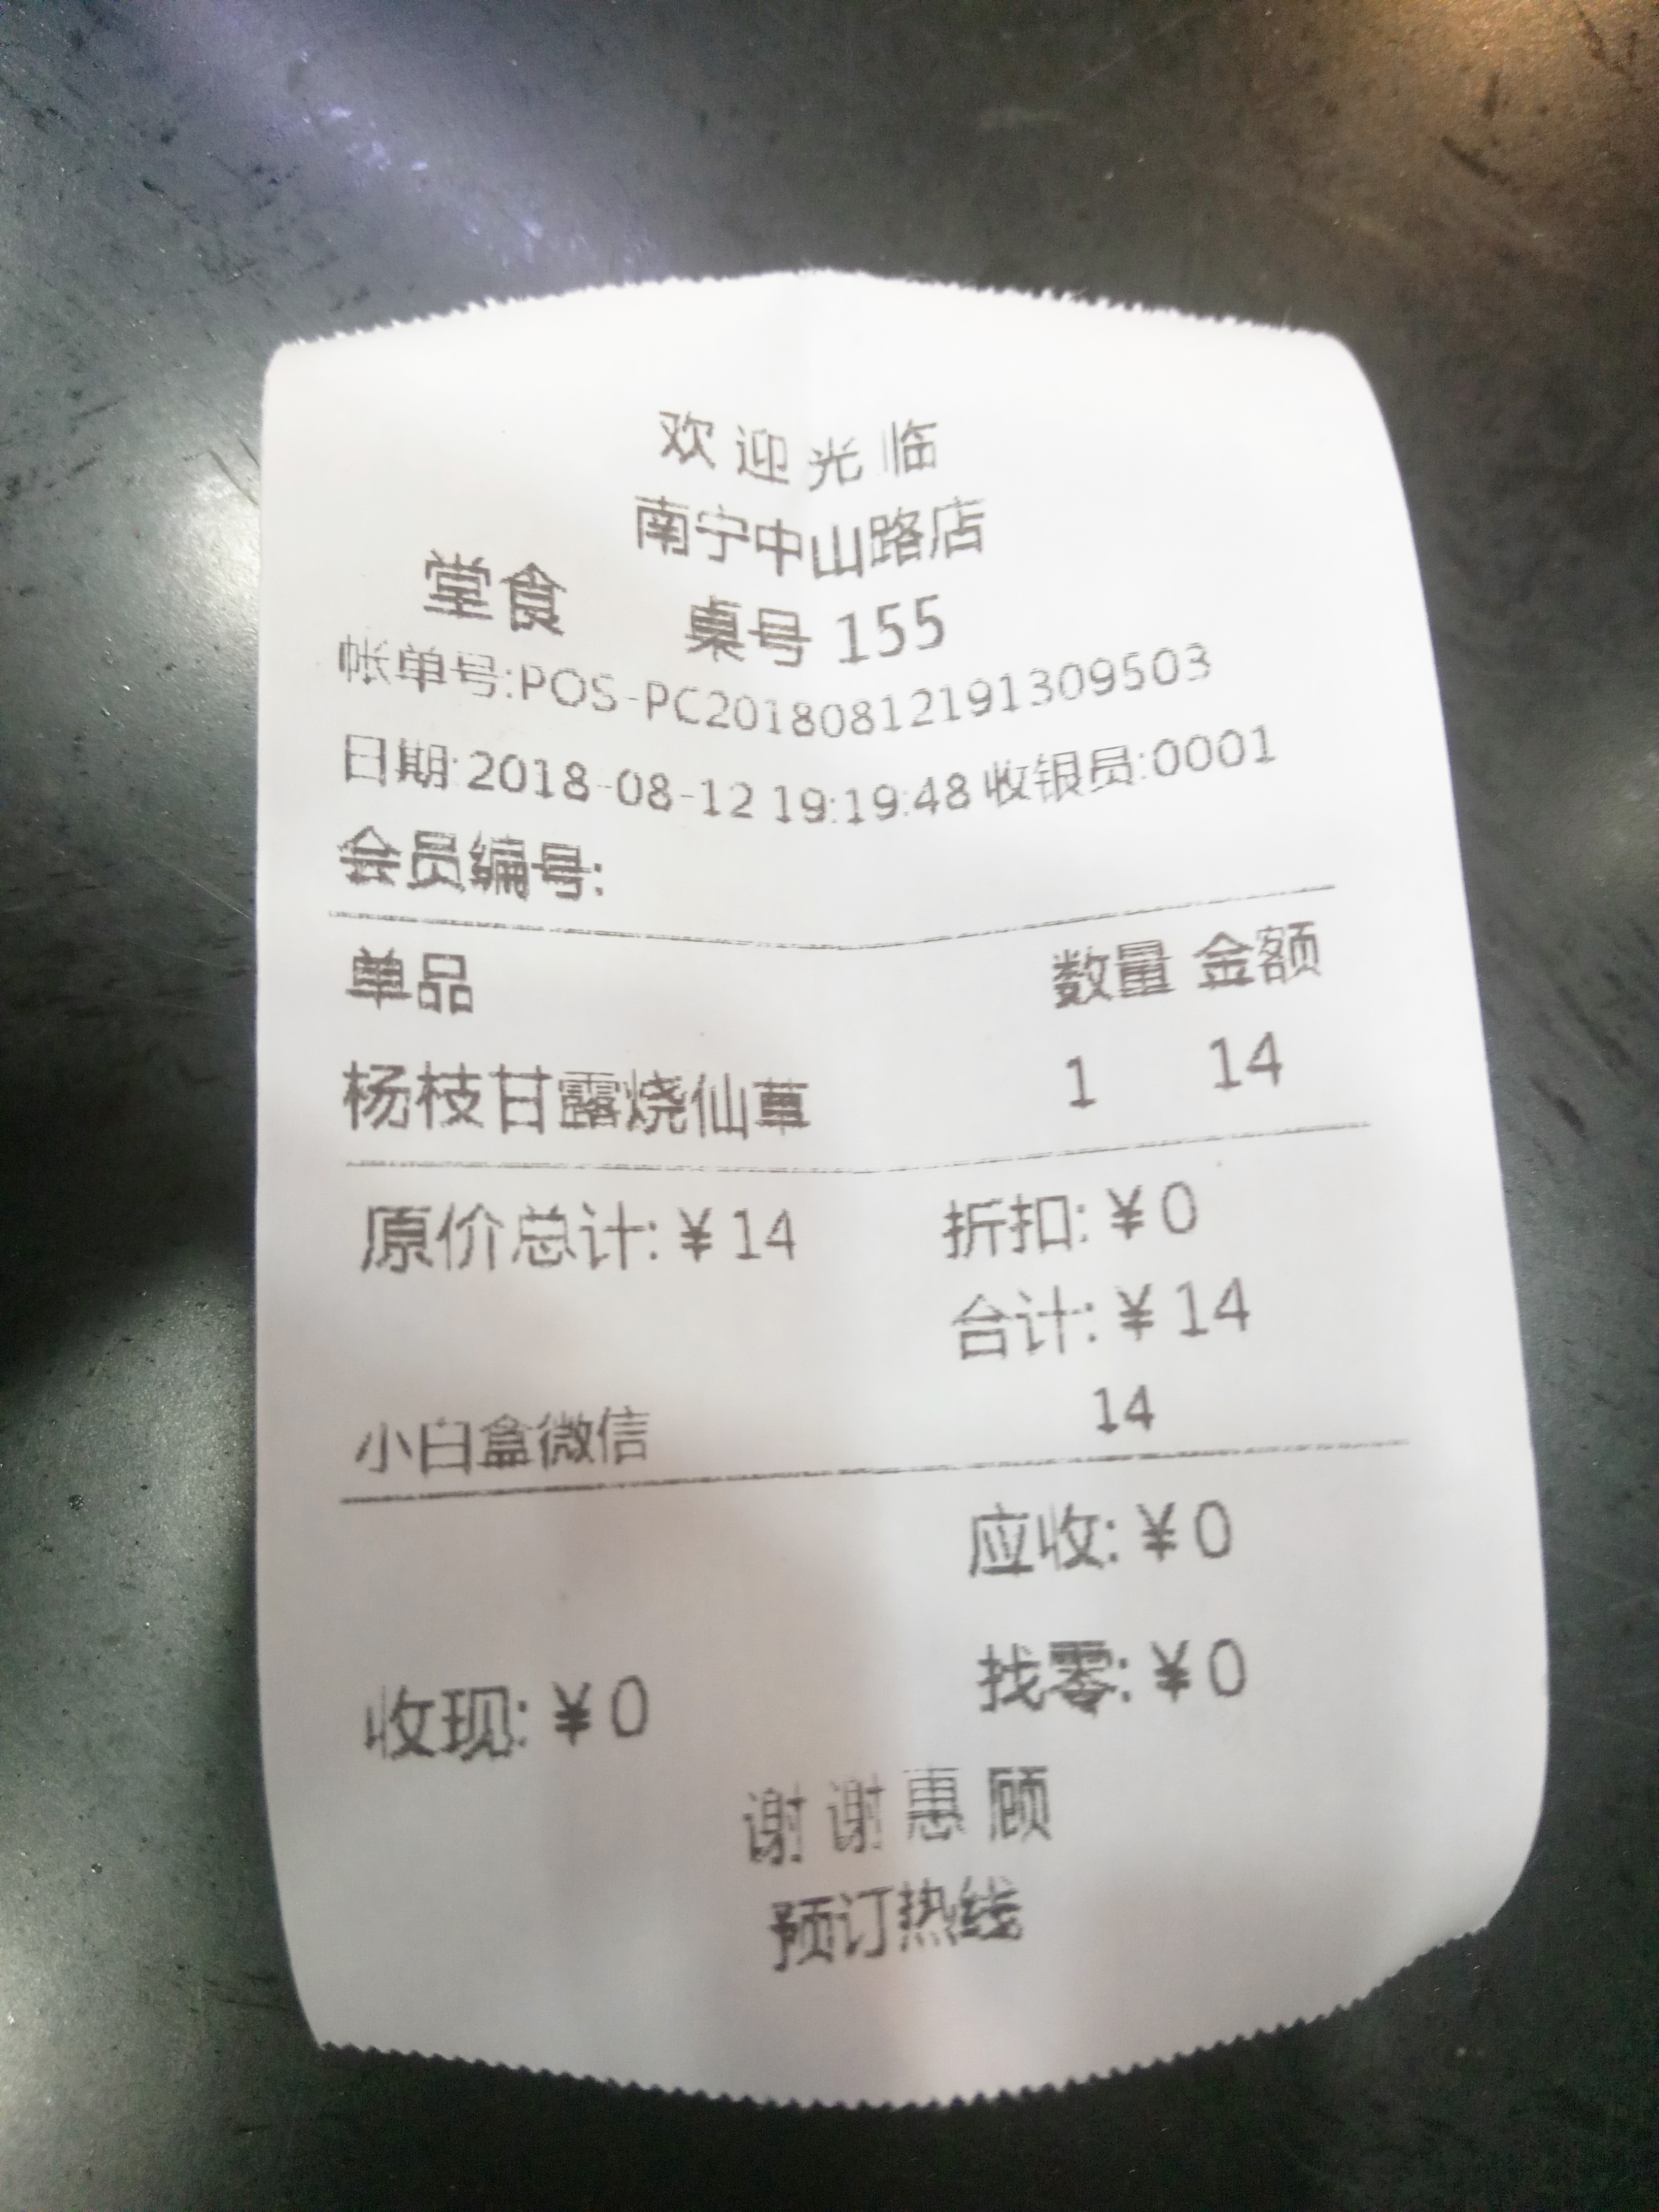 欢迎光临
南宁中山路店
堂食 桌号 155
帐单号:POS-PC20180812191309503
日期:2018-08-12 19:19:48 收银员:0001
会员编号:
单品 数量 金额
杨枝甘露烧仙草 1 14
原价总计:￥14 折扣:￥0
合计:￥14
小白盒微信 14
应收:￥0
收现:￥0 找零:￥0
谢谢惠顾
预订热线